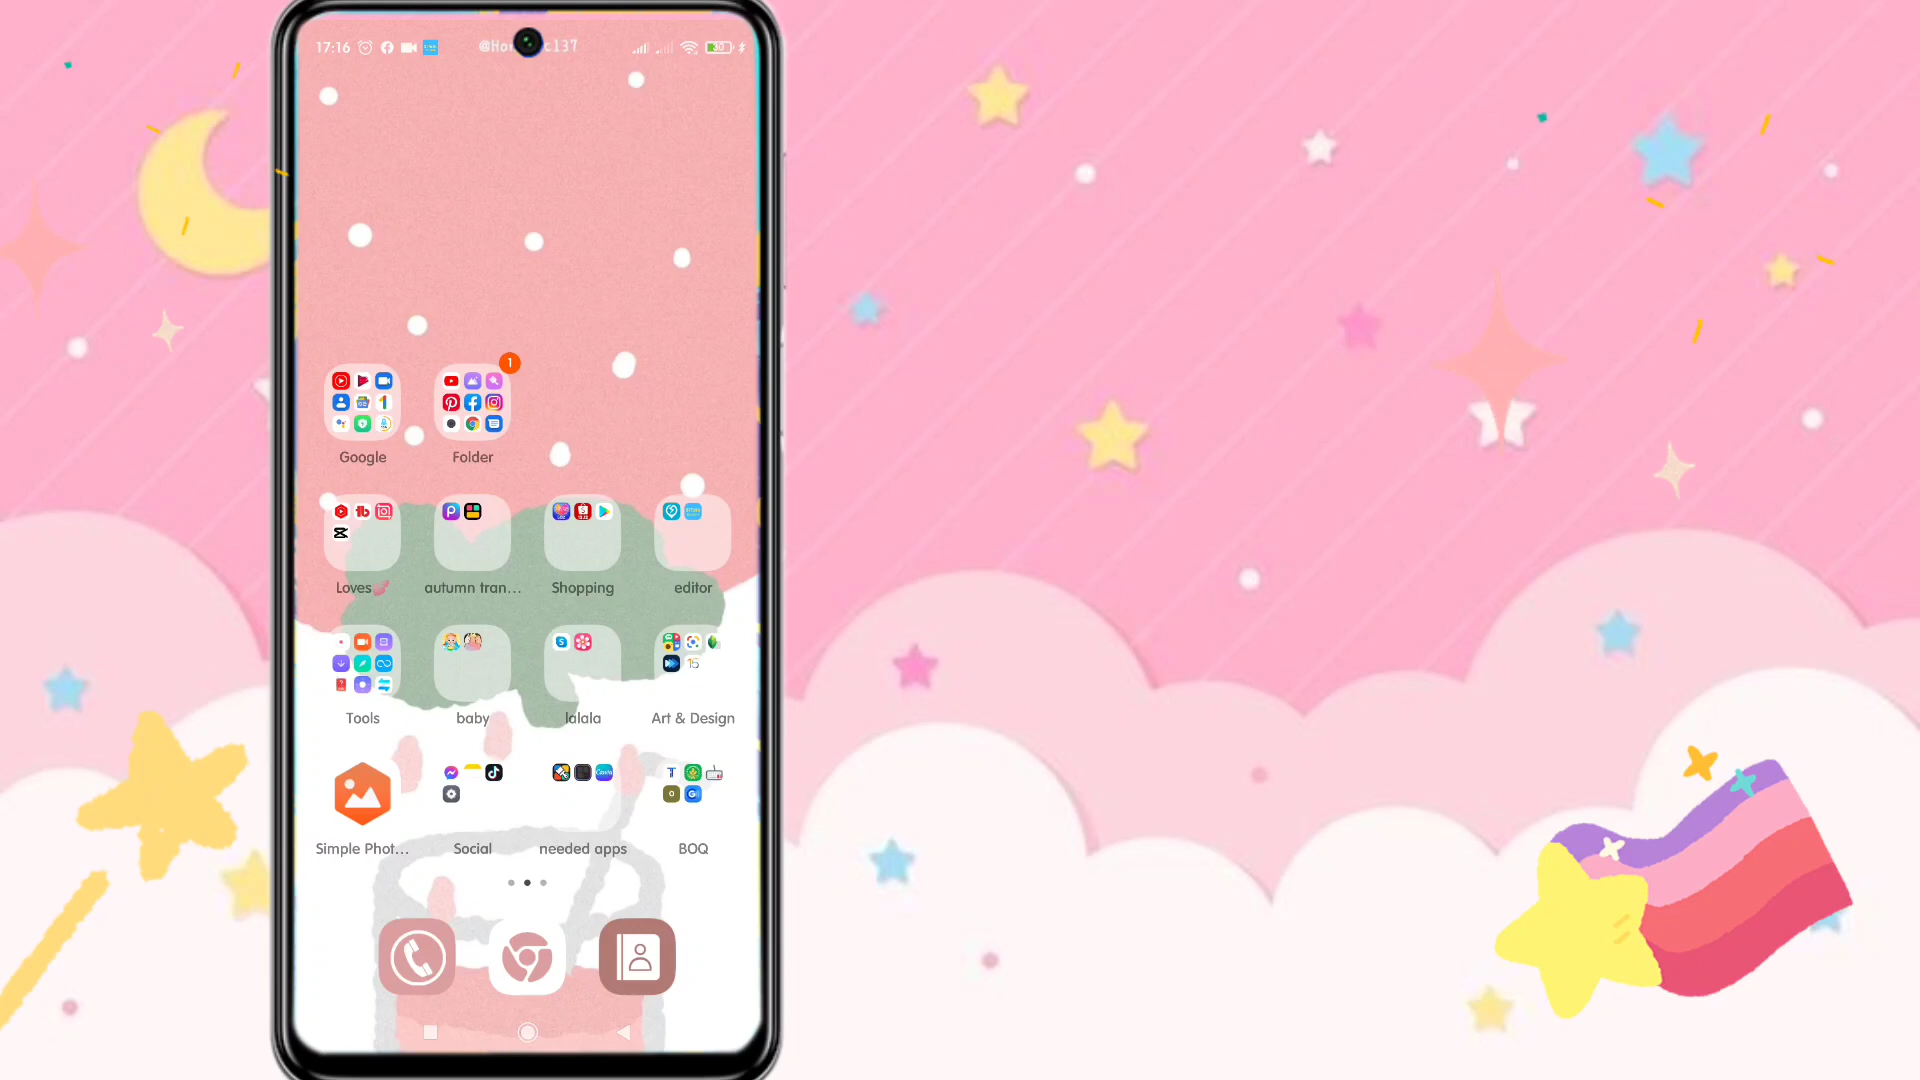 17:16
30
1
Google
Folder
Loves
autumn tran...
Shopping
editor
Tools
baby
lalala
Art & Design
Simple Phot...
Social
needed apps
BOQ